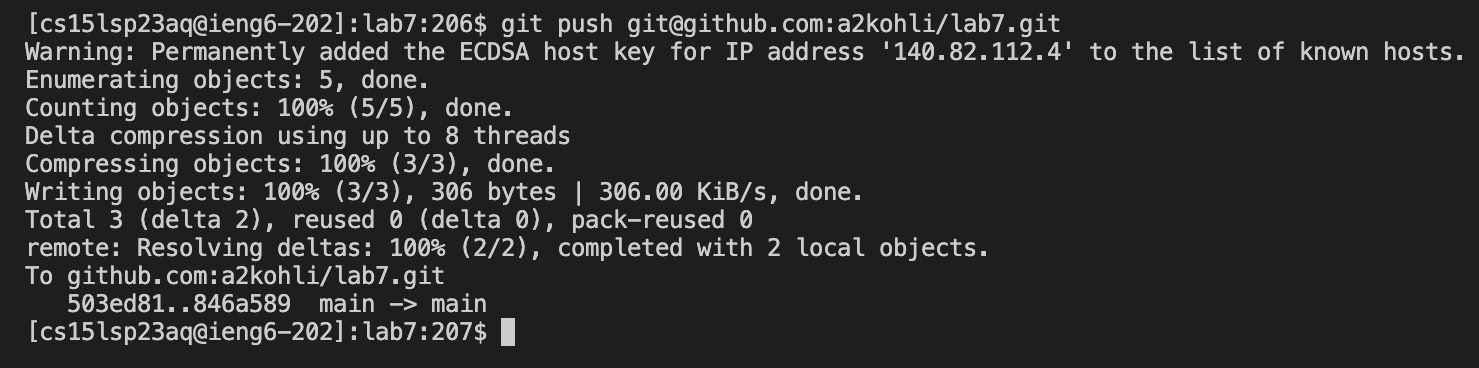 [cs15lsp23aq@ieng6-202]:lab7:206$ git push git@github.com:a2kohli/lab7.git
Warning: Permanently added the ECDSA host key for IP address '140.82.112.4' to the list of known hosts.
Enumerating objects: 5, done.
Counting objects: 100% (5/5), done.
Delta compression using up to 8 threads
Compressing objects: 100% (3/3), done.
Writing objects: 100% (3/3), 306 bytes | 306.00 KiB/s, done.
Total 3 (delta 2), reused 0 (delta 0), pack-reused 0
remote: Resolving deltas: 100% (2/2), completed with 2 local objects.
To github.com:a2kohli/lab7.git
   503ed81..846a589  main -> main
[cs15lsp23aq@ieng6-202]:lab7:207$